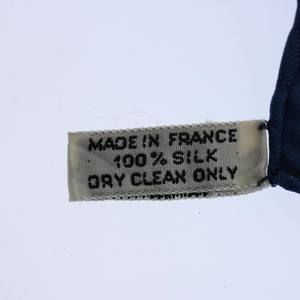 MADE IN FRANCE
100% SILK
DRY CLEAN ONLY